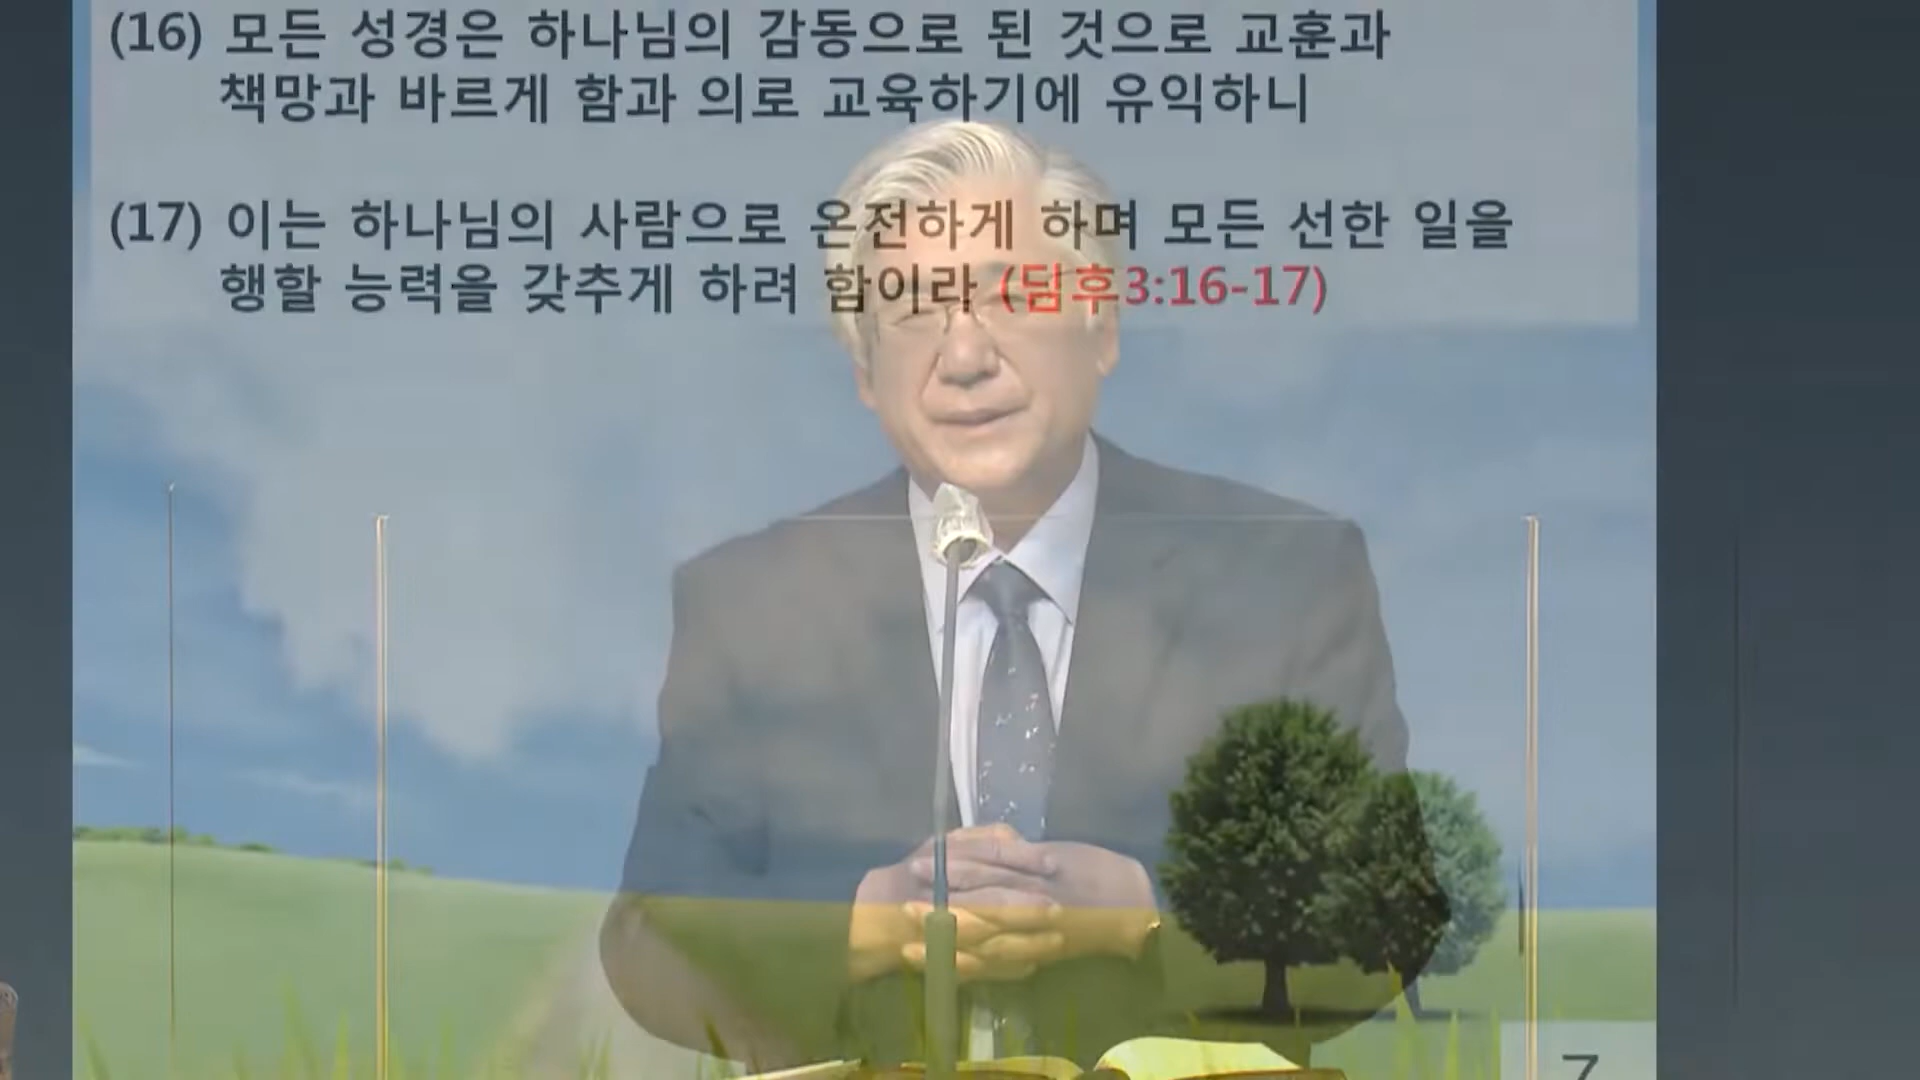 (16) 모든 성경은 하나님의 감동으로 된 것으로 교훈과
책망과 바르게 함과 의로 교육하기에 유익하니
(17) 이는 하나님의 사람으로 온전하게 하며 모든 선한 일을
행할 능력을 갖추게 하려 함이라 (딤후3:16-17)
7